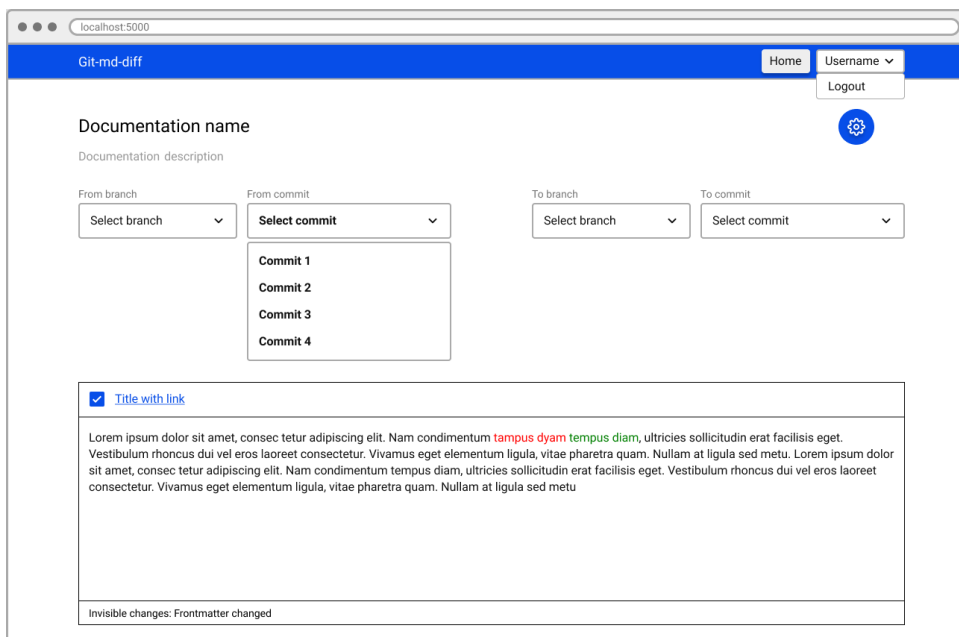 localhost:5000
Git-md-diff
Home
Username
Logout
Documentation name
Documentation description
From branch
From commit
To branch
To commit
Select branch
Select commit
Select branch
Select commit
Commit 1
Commit 2
Commit 3
Commit 4
Title with link
Lorem ipsum dolor sit amet, consec tetur adipiscing elit. Nam condimentum tampus dyam tempus diam, ultricies sollicitudin erat facilisis eget.
Vestibulum rhoncus dui vel eros laoreet consectetur. Vivamus eget elementum ligula, vitae pharetra quam. Nullam at ligula sed metu. Lorem ipsum dolor
sit amet, consec tetur adipiscing elit. Nam condimentum tempus diam, ultricies sollicitudin erat facilisis eget. Vestibulum rhoncus dui vel eros laoreet
consectetur. Vivamus eget elementum ligula, vitae pharetra quam. Nullam at ligula sed metu
Invisible changes: Frontmatter changed